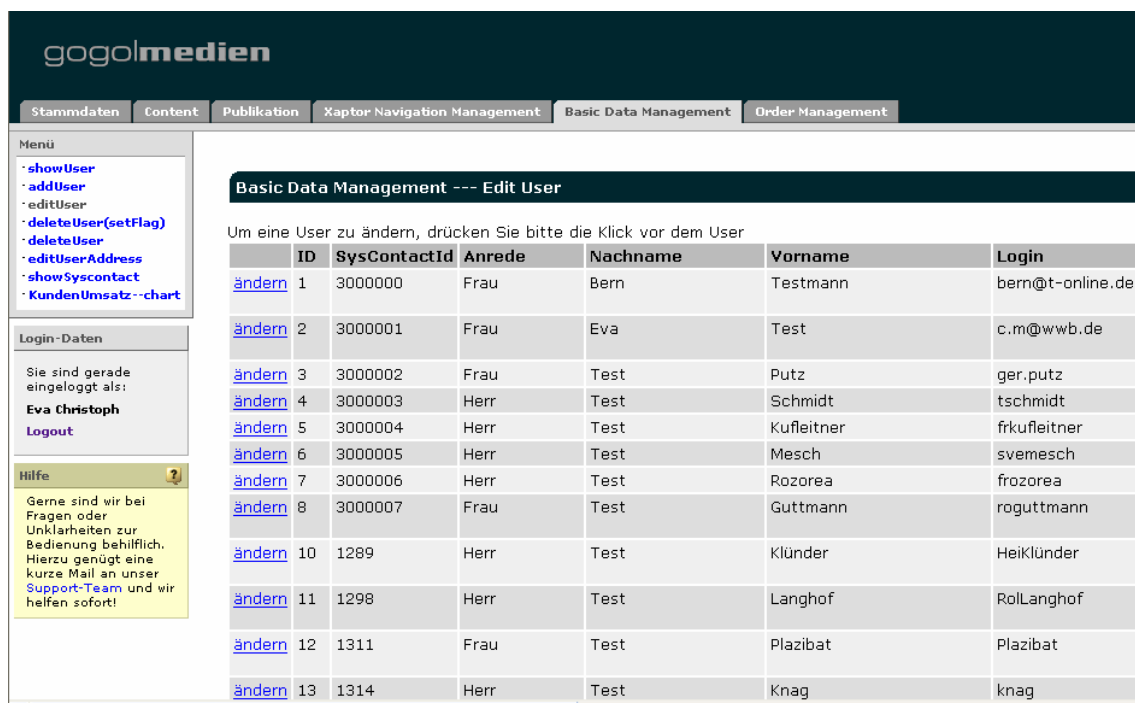 gogolmedien
Stammdaten Content Publikation Xaptor Navigation Management Basic Data Management Order Management
Menü
showUser
addUser
editUser
deleteUser(setFlag)
deleteUser
editUserAddress
showSyscontact
KundenUmsatz--chart
Login-Daten
Sie sind gerade
eingeloggt als:
Eva Christoph
Logout
Hilfe ?
Gerne sind wir bei
Fragen oder
Unklarheiten zur
Bedienung behilflich.
Hierzu genügt eine
kurze Mail an unser
Support-Team und wir
helfen sofort!
Basic Data Management --- Edit User
Um eine User zu ändern, drücken Sie bitte die Klick vor dem User
ID SysContactId Anrede Nachname Vorname Login
ändern 1 3000000 Frau Bern Testmann bern@t-online.de
ändern 2 3000001 Frau Eva Test c.m@wwb.de
ändern 3 3000002 Frau Test Putz ger.putz
ändern 4 3000003 Herr Test Schmidt tschmidt
ändern 5 3000004 Herr Test Kufleitner frkufleitner
ändern 6 3000005 Herr Test Mesch svemesch
ändern 7 3000006 Herr Test Rozorea frozorea
ändern 8 3000007 Frau Test Guttmann roguttmann
ändern 10 1289 Herr Test Klünder HeiKlünder
ändern 11 1298 Herr Test Langhof RolLanghof
ändern 12 1311 Frau Test Plazibat Plazibat
ändern 13 1314 Herr Test Knag knag